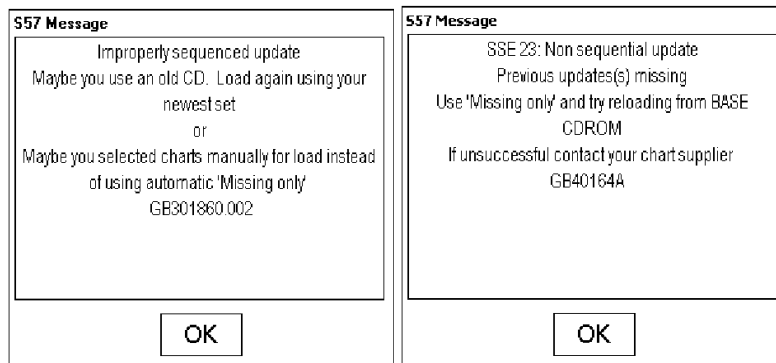 S57 Message
Improperly sequenced update
Maybe you use an old CD. Load again using your
newest set
or
Maybe you selected charts manually for load instead
of using automatic 'Missing only'
GB301860.002
OK
S57 Message
SSE 23: Non sequential update
Previous updates(s) missing
Use 'Missing only' and try reloading from BASE
CDROM
If unsuccessful contact your chart supplier
GB40164A
OK